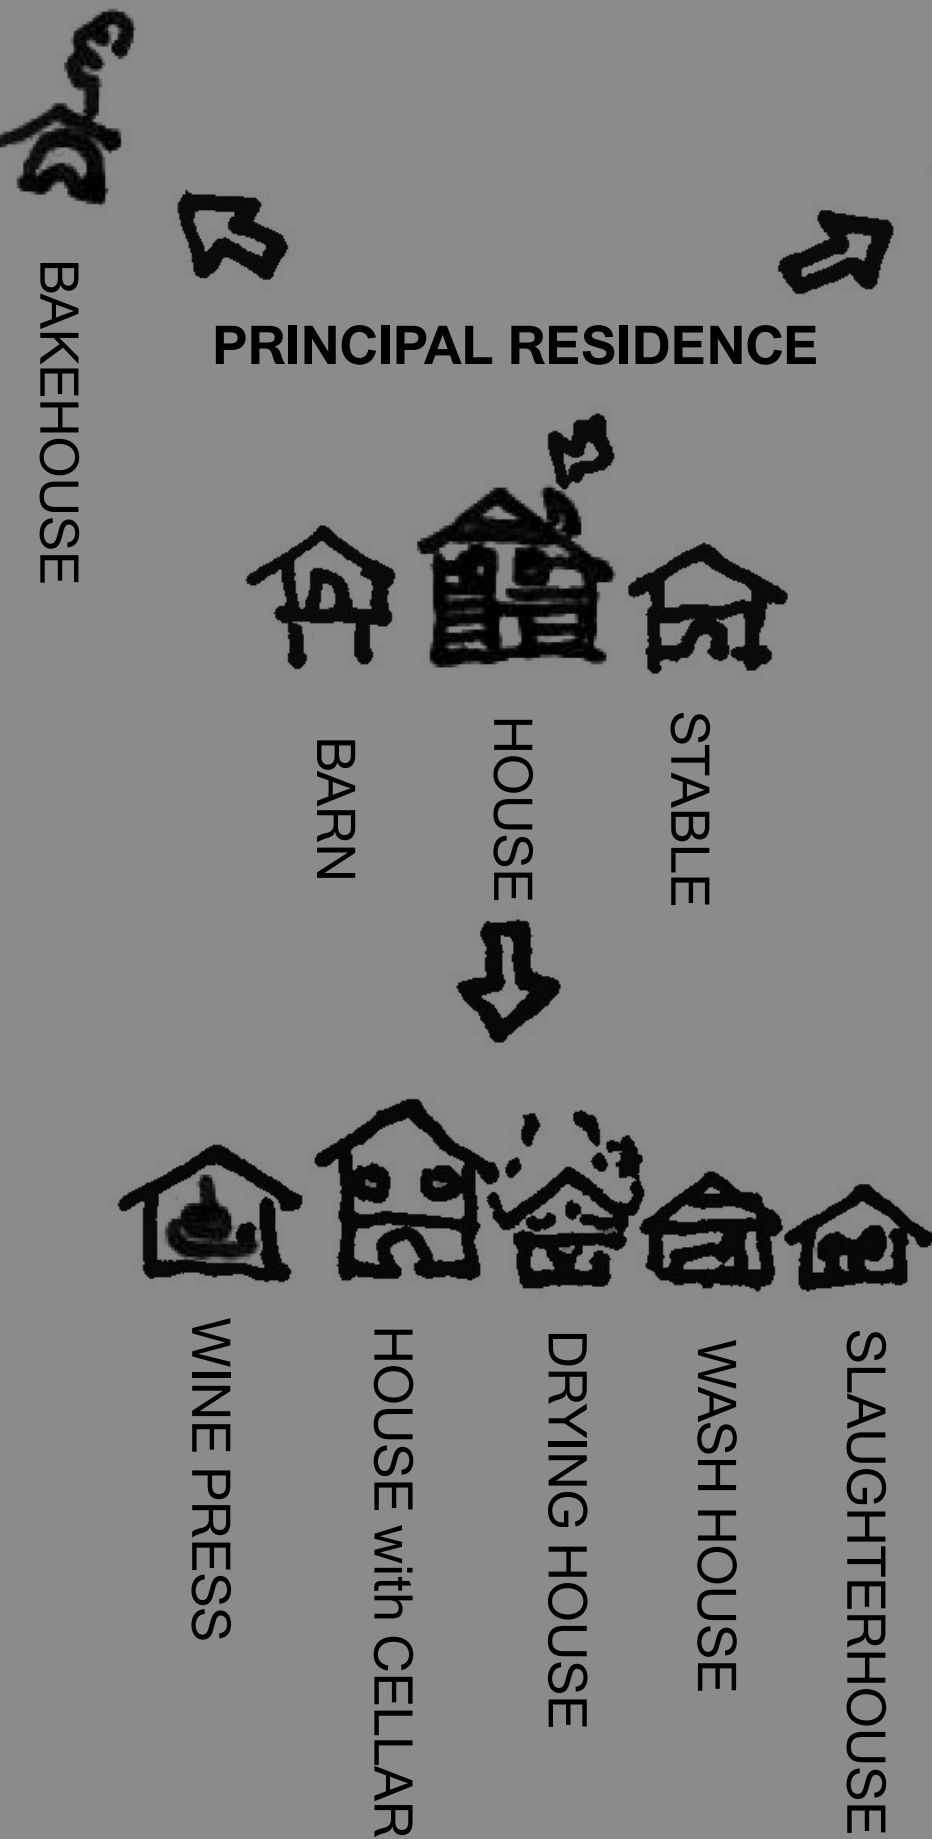 BAKEHOUSE
PRINCIPAL RESIDENCE
BARN
HOUSE
STABLE
WINE PRESS
HOUSE with CELLAR
DRYING HOUSE
WASH HOUSE
SLAUGHTERHOUSE